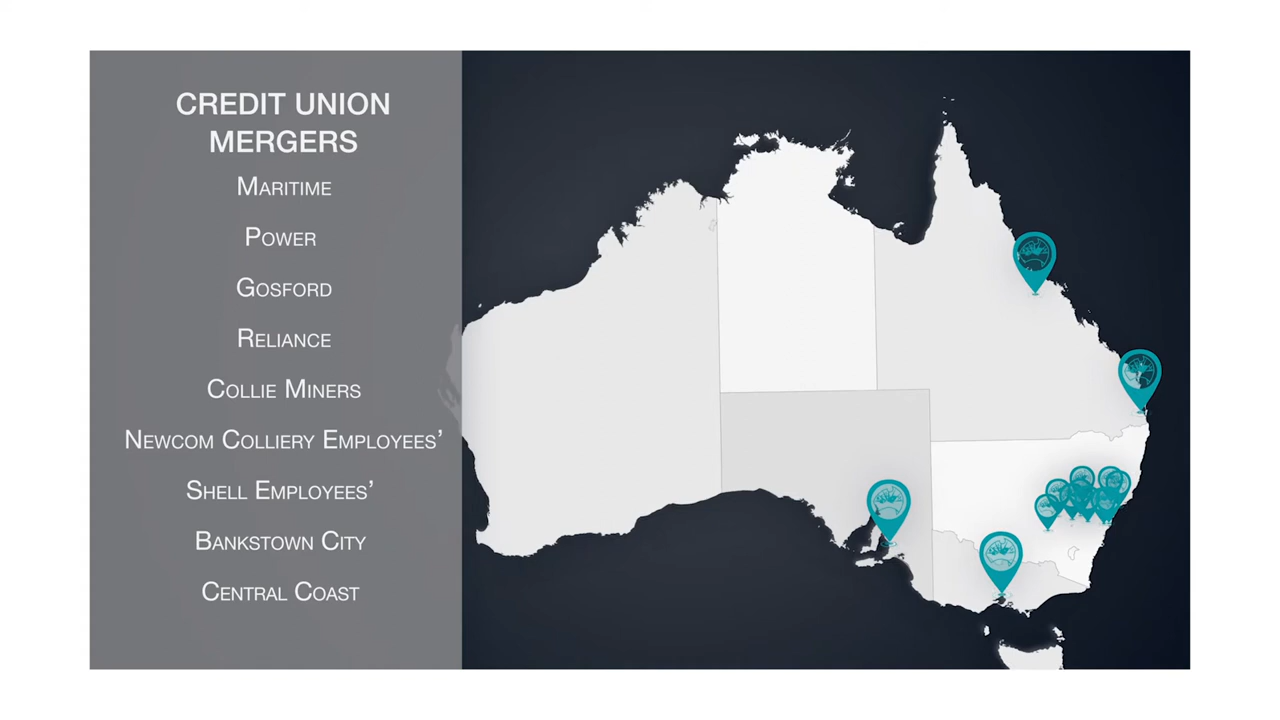 CREDIT UNION
MERGERS
MARITIME
POWER
GOSFORD
RELIANCE
COLLIE MINERS
NEWCOM COLLIERY EMPLOYEES’
SHELL EMPLOYEES’
BANKSTOWN CITY
CENTRAL COAST